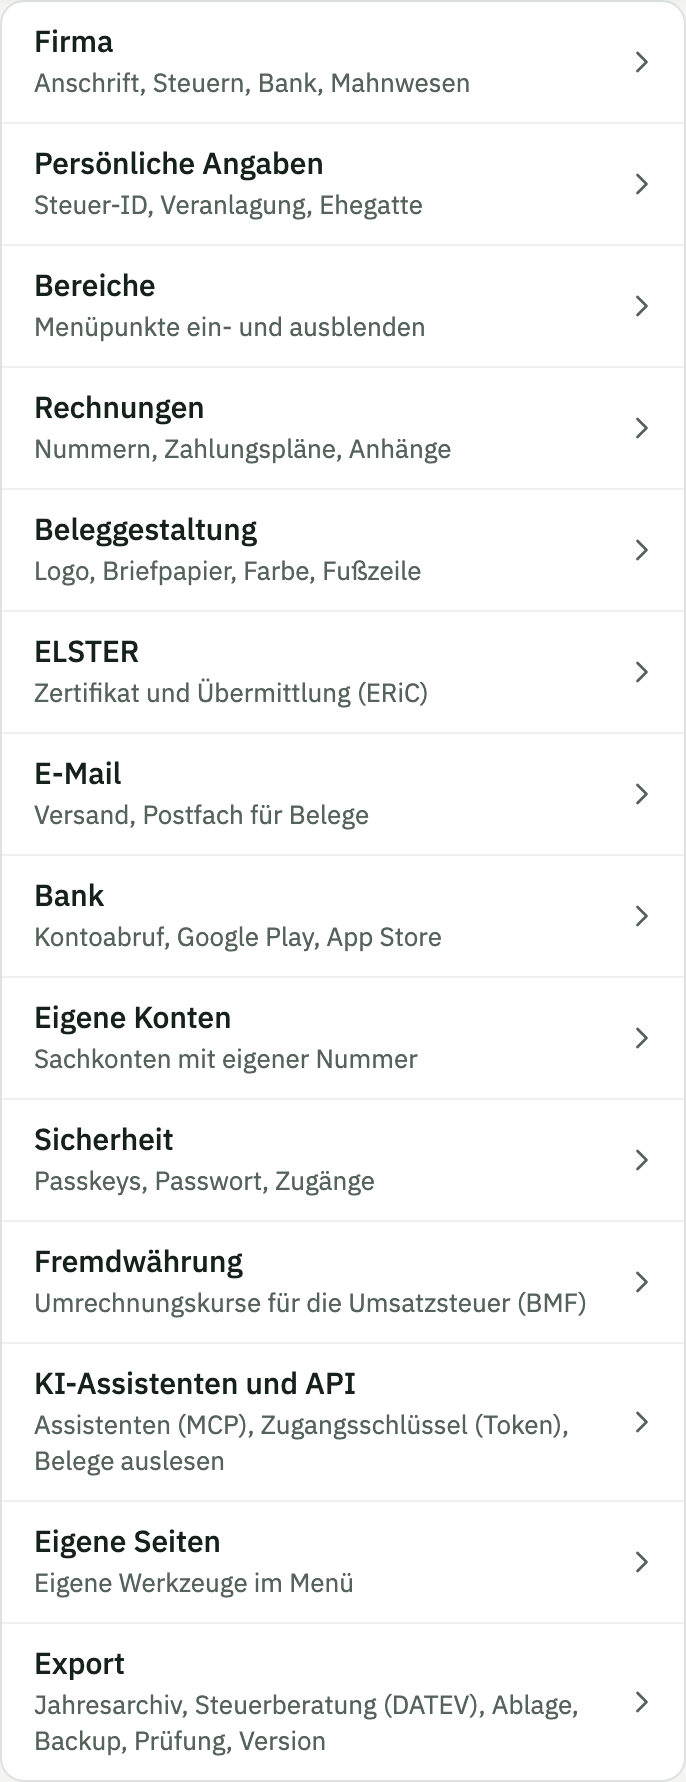 Firma
Anschrift, Steuern, Bank, Mahnwesen
Persönliche Angaben
Steuer-ID, Veranlagung, Ehegatte
Bereiche
Menüpunkte ein- und ausblenden
Rechnungen
Nummern, Zahlungspläne, Anhänge
Beleggestaltung
Logo, Briefpapier, Farbe, Fußzeile
ELSTER
Zertifikat und Übermittlung (ERiC)
E-Mail
Versand, Postfach für Belege
Bank
Kontoabruf, Google Play, App Store
Eigene Konten
Sachkonten mit eigener Nummer
Sicherheit
Passkeys, Passwort, Zugänge
Fremdwährung
Umrechnungskurse für die Umsatzsteuer (BMF)
KI-Assistenten und API
Assistenten (MCP), Zugangsschlüssel (Token),
Belege auslesen
Eigene Seiten
Eigene Werkzeuge im Menü
Export
Jahresarchiv, Steuerberatung (DATEV), Ablage,
Backup, Prüfung, Version